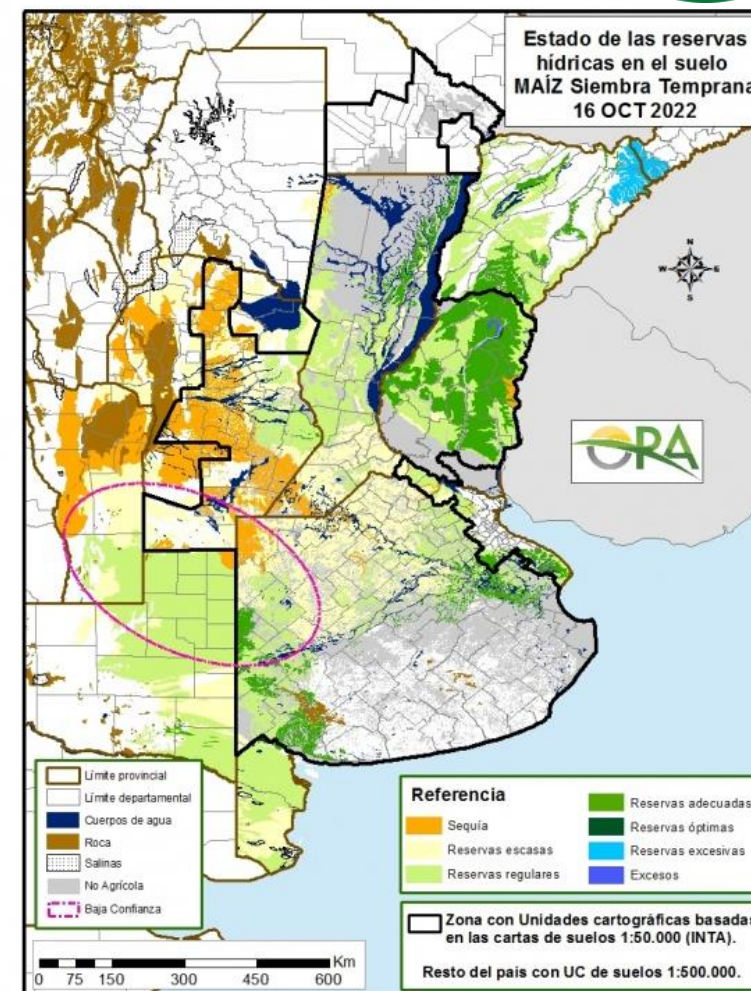 Estado de las reservas
hídricas en el suelo
MAÍZ Siembra Temprana
16 OCT 2022
N
W E
S
ORA
Límite provincial
Límite departamental
Cuerpos de agua
Roca
Salinas
No Agrícola
Baja Confianza
Referencia
Sequía
Reservas escasas
Reservas regulares
Reservas adecuadas
Reservas óptimas
Reservas excesivas
Excesos
Zona con Unidades cartográficas basadas
en las cartas de suelos 1:50.000 (INTA).
Resto del país con UC de suelos 1:500.000.
Km
0 75 150 300 450 600